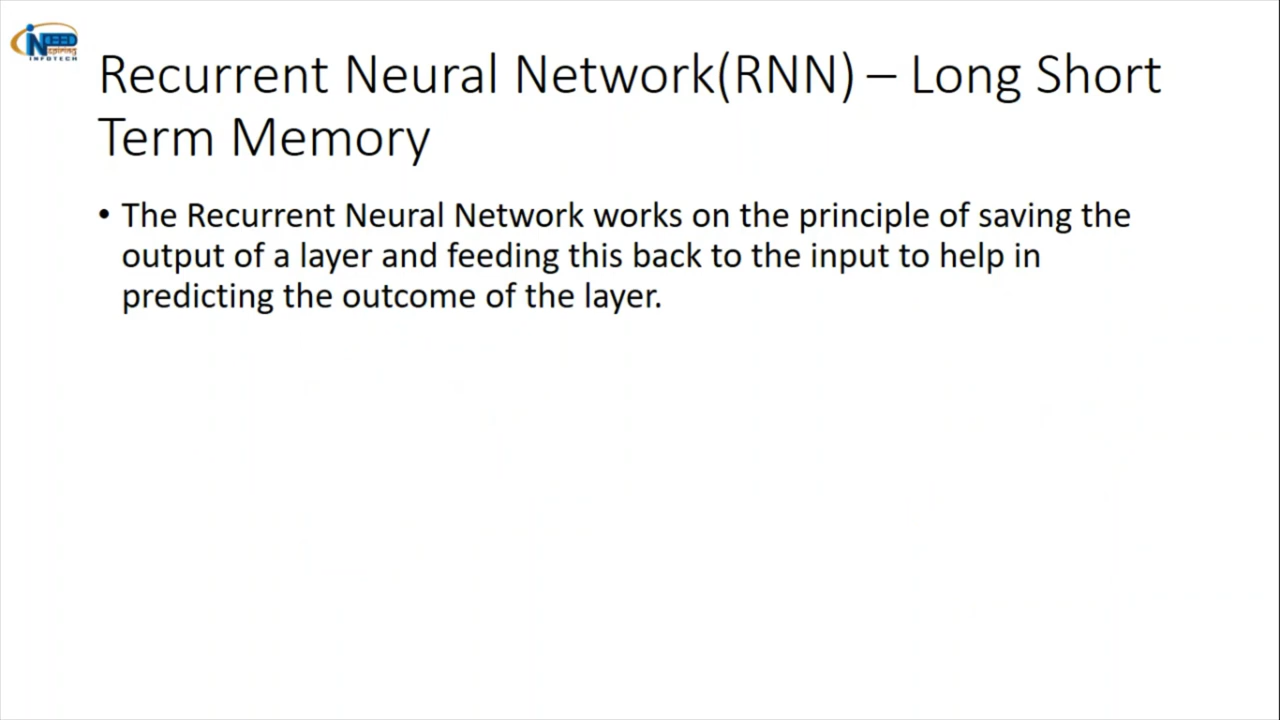 iNEED
INFOTECH
Recurrent Neural Network(RNN) – Long Short
Term Memory
• The Recurrent Neural Network works on the principle of saving the
output of a layer and feeding this back to the input to help in
predicting the outcome of the layer.